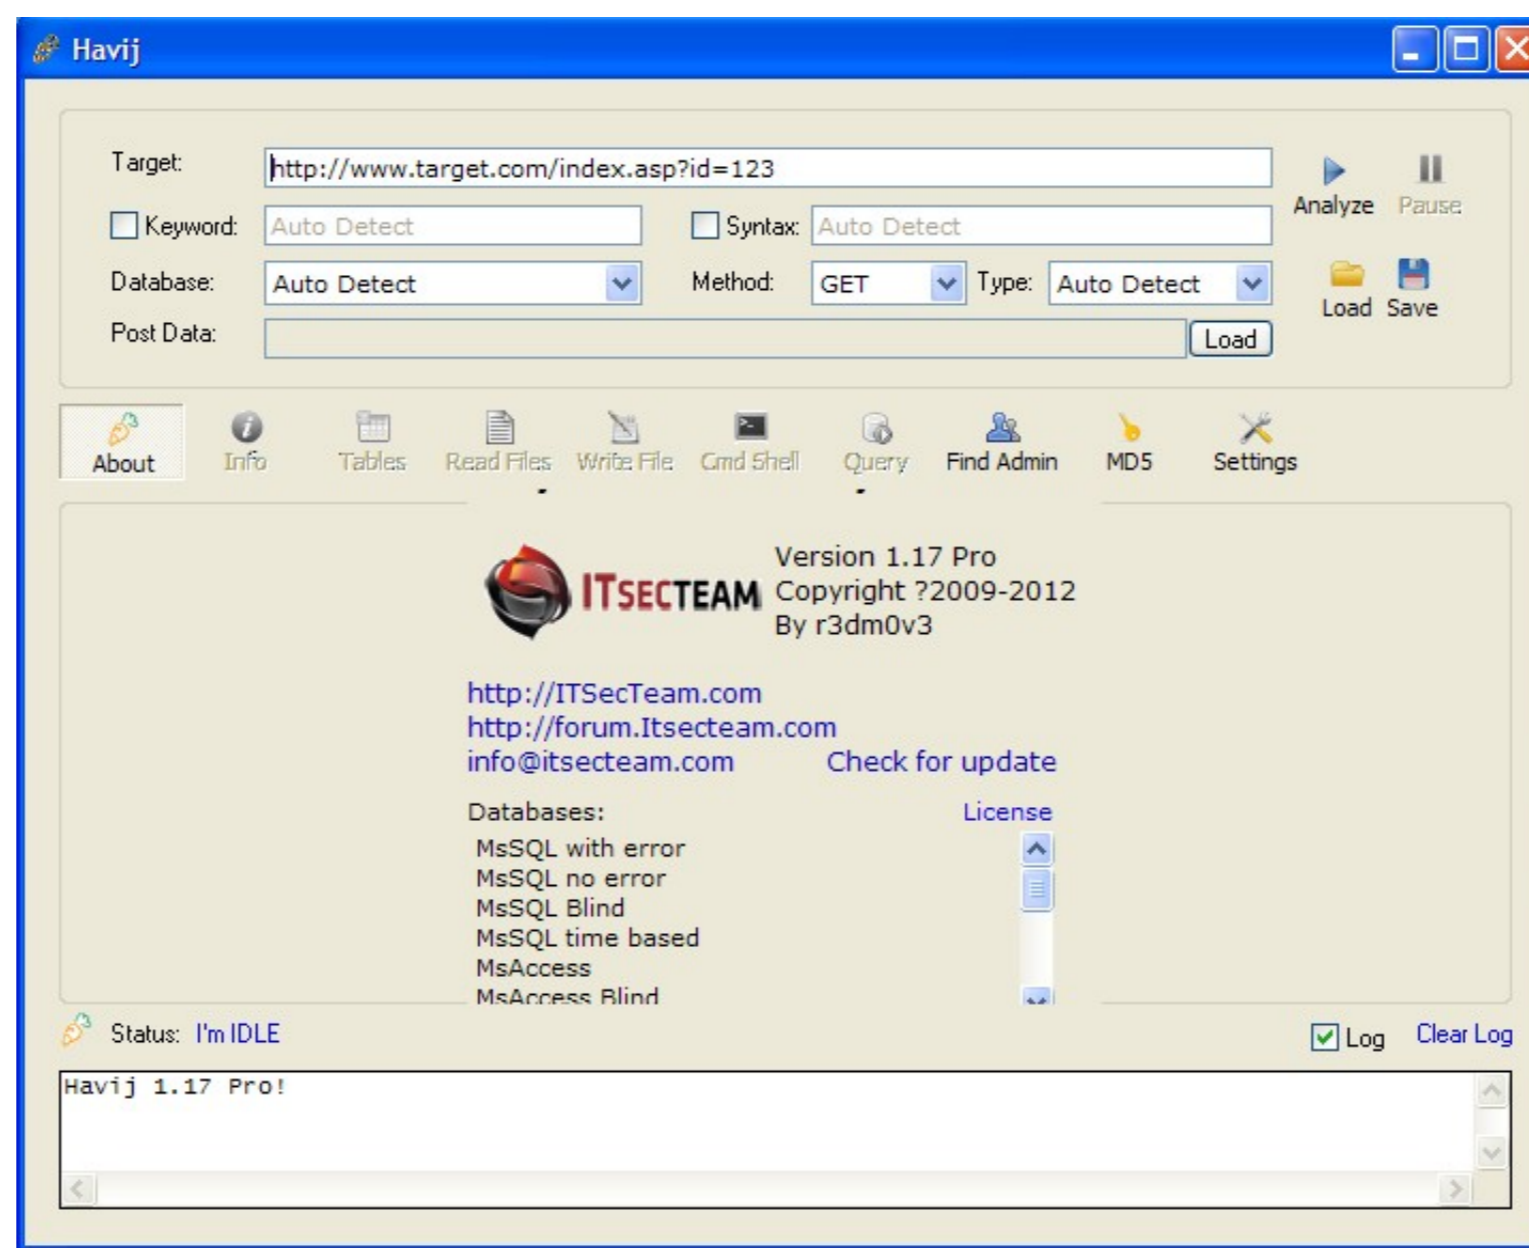 Havij
Target: http://www.target.com/index.asp?id=123
Analyze Pause
Keyword: Auto Detect Syntax: Auto Detect
Database: Auto Detect Method: GET Type: Auto Detect
Load Save
Post Data: Load
About Info Tables Read Files Write File Cmd Shell Query Find Admin MD5 Settings
ITSECTEAM
Version 1.17 Pro
Copyright ?2009-2012
By r3dm0v3
http://ITSecTeam.com
http://forum.Itsecteam.com
info@itsecteam.com Check for update
Databases: License
MsSQL with error
MsSQL no error
MsSQL Blind
MsSQL time based
MsAccess
MsAccess Blind
Status: I'm IDLE Log Clear Log
Havij 1.17 Pro!